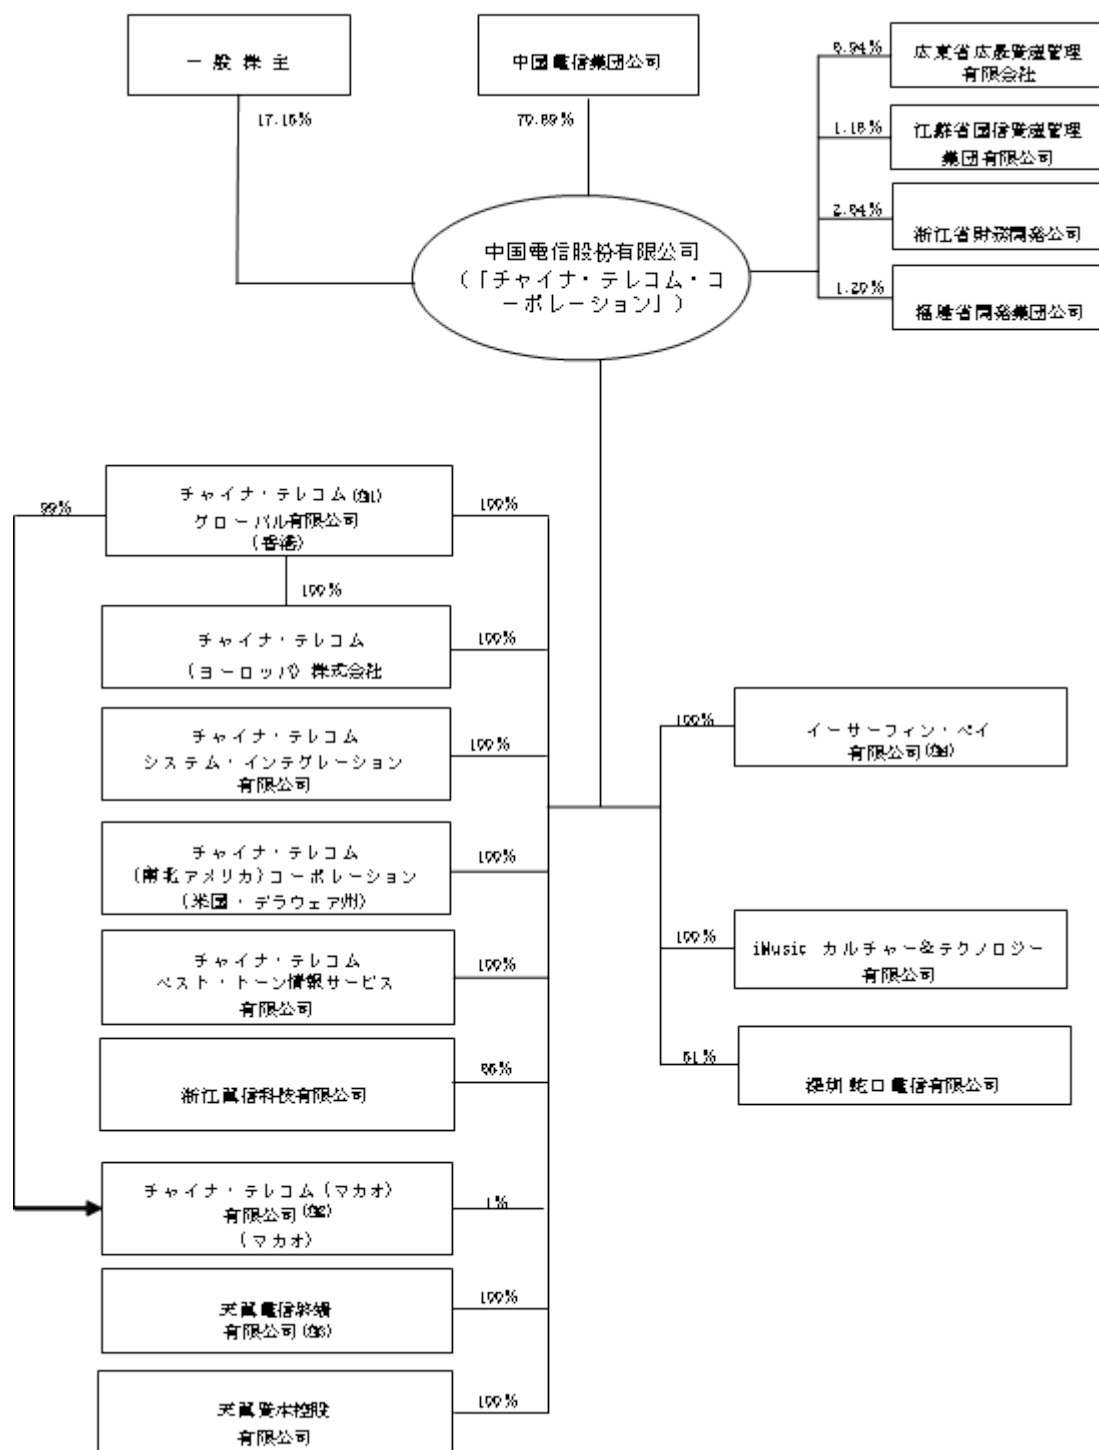 一般株主
中国電信集団公司
17.15%
70.89%
6.94%
広東省広晟資産管理
有限会社
1.18%
江蘇省国信資産管理
集団有限公司
2.64%
浙江省財務開発公司
1.20%
福建省開発集団公司
中国電信股份有限公司
(「チャイナ・テレコム・コ
ーポレーション」)
99%
チャイナ・テレコム(注1)
グローバル有限公司
(香港)
100%
100%
チャイナ・テレコム
(ヨーロッパ) 株式会社
100%
チャイナ・テレコム
システム・インテグレーション
有限公司
100%
チャイナ・テレコム
(南北アメリカ)コーポレーション
(米国・デラウェア州)
100%
チャイナ・テレコム
ベスト・トーン情報サービス
有限公司
100%
浙江翼信科技有限公司
65%
チャイナ・テレコム(マカオ)
有限公司(注2)
(マカオ)
1%
天翼電信終端
有限公司(注3)
100%
天翼資本控股
有限公司
100%
100%
イーサーフィン・ペイ
有限公司(注4)
100%
iMusic カルチャー&テクノロジー
有限公司
51%
深圳蛇口電信有限公司